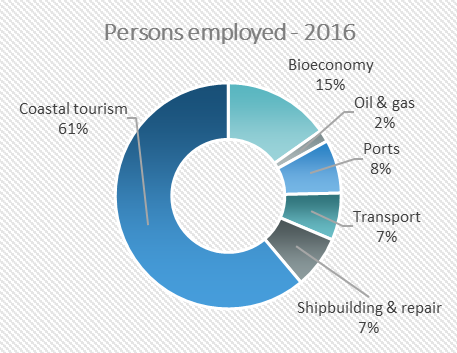 Persons employed - 2016
Bioeconomy
15%
Oil & gas
2%
Ports
8%
Transport
7%
Shipbuilding & repair
7%
Coastal tourism
61%